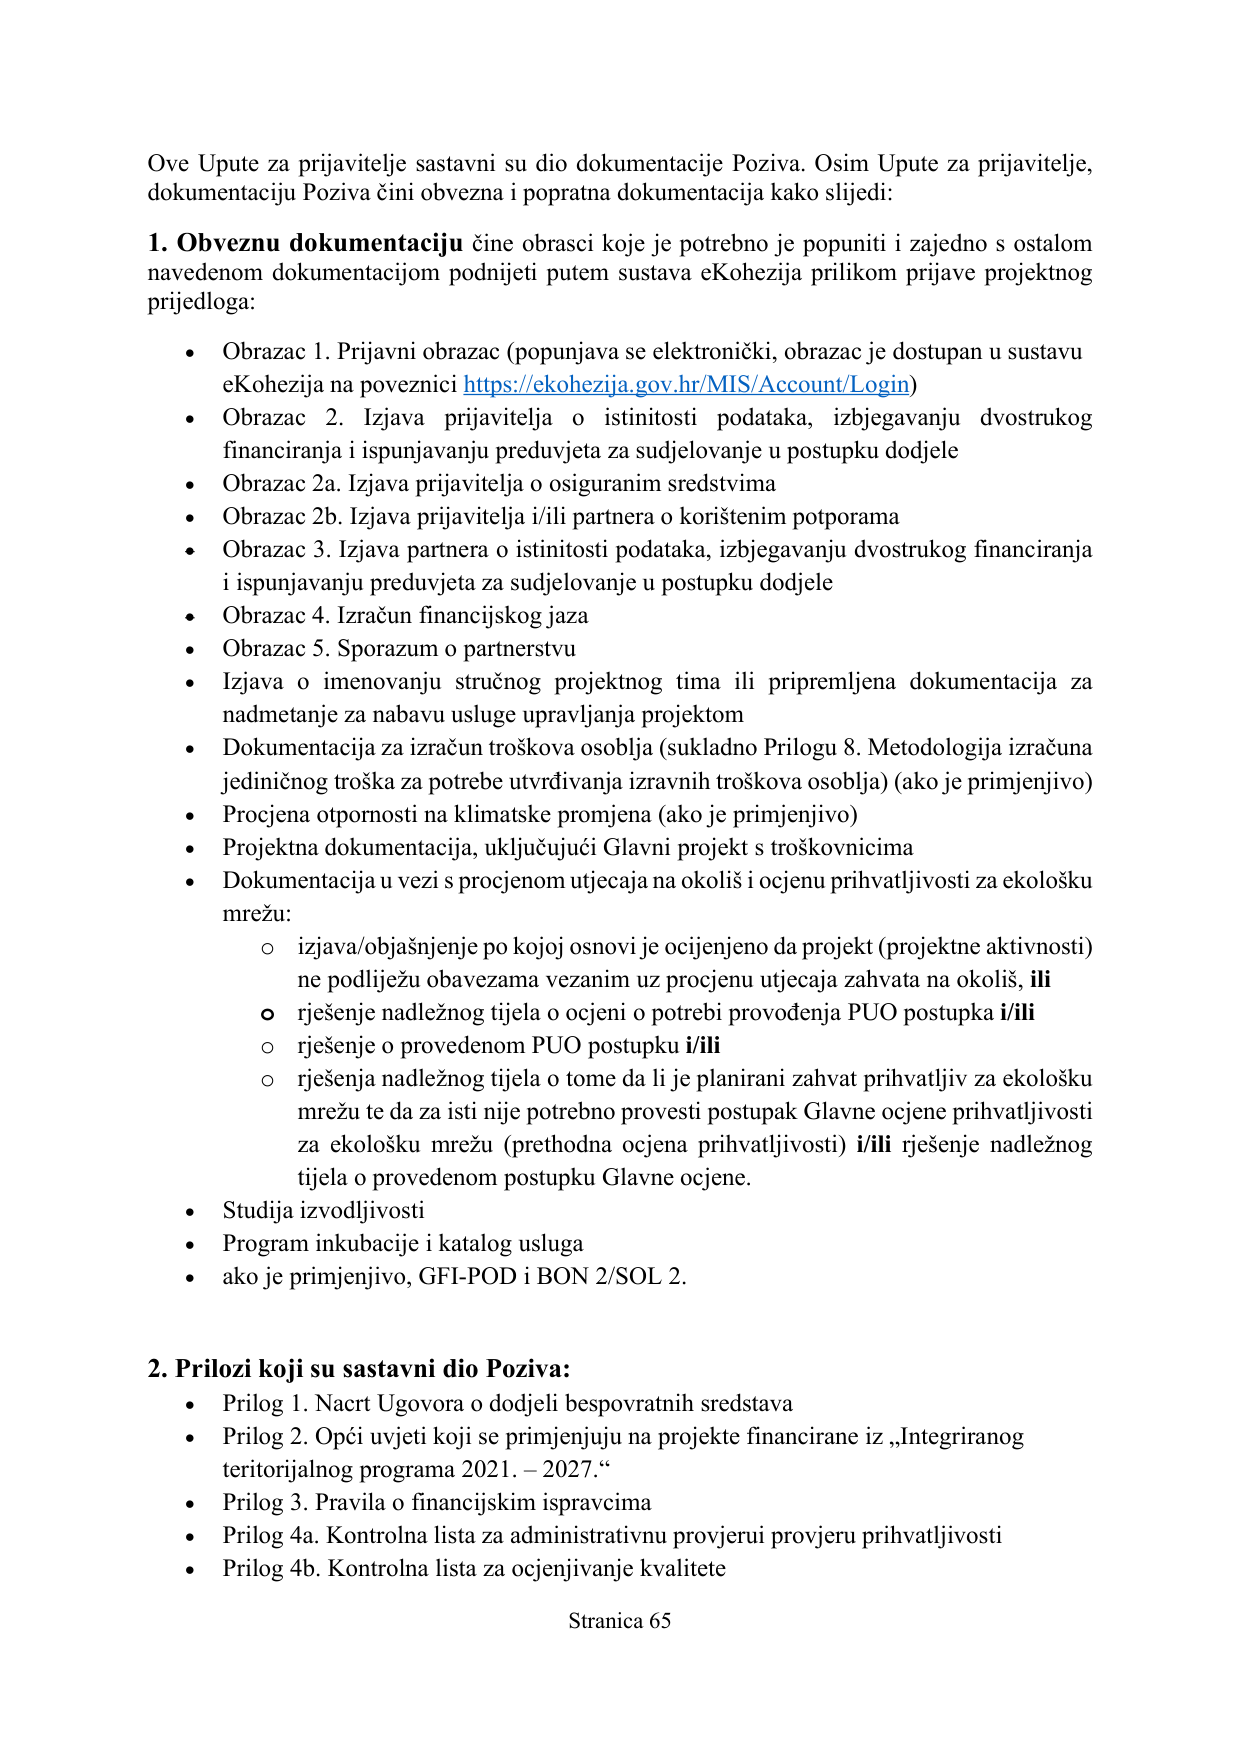 Ove Upute za prijavitelje sastavni su dio dokumentacije Poziva. Osim Upute za prijavitelje,
dokumentaciju Poziva čini obvezna i popratna dokumentacija kako slijedi:
1. Obveznu dokumentaciju čine obrasci koje je potrebno je popuniti i zajedno s ostalom
navedenom dokumentacijom podnijeti putem sustava eKohezija prilikom prijave projektnog
prijedloga:
• Obrazac 1. Prijavni obrazac (popunjava se elektronički, obrazac je dostupan u sustavu
eKohezija na poveznici https://ekohezija.gov.hr/MIS/Account/Login)
• Obrazac 2. Izjava prijavitelja o istinitosti podataka, izbjegavanju dvostrukog
financiranja i ispunjavanju preduvjeta za sudjelovanje u postupku dodjele
• Obrazac 2a. Izjava prijavitelja o osiguranim sredstvima
• Obrazac 2b. Izjava prijavitelja i/ili partnera o korištenim potporama
• Obrazac 3. Izjava partnera o istinitosti podataka, izbjegavanju dvostrukog financiranja
i ispunjavanju preduvjeta za sudjelovanje u postupku dodjele
• Obrazac 4. Izračun financijskog jaza
• Obrazac 5. Sporazum o partnerstvu
• Izjava o imenovanju stručnog projektnog tima ili pripremljena dokumentacija za
nadmetanje za nabavu usluge upravljanja projektom
• Dokumentacija za izračun troškova osoblja (sukladno Prilogu 8. Metodologija izračuna
jediničnog troška za potrebe utvrđivanja izravnih troškova osoblja) (ako je primjenjivo)
• Procjena otpornosti na klimatske promjena (ako je primjenjivo)
• Projektna dokumentacija, uključujući Glavni projekt s troškovnicima
• Dokumentacija u vezi s procjenom utjecaja na okoliš i ocjenu prihvatljivosti za ekološku
mrežu:
o izjava/objašnjenje po kojoj osnovi je ocijenjeno da projekt (projektne aktivnosti)
ne podliježu obavezama vezanim uz procjenu utjecaja zahvata na okoliš, ili
o rješenje nadležnog tijela o ocjeni o potrebi provođenja PUO postupka i/ili
o rješenje o provedenom PUO postupku i/ili
o rješenja nadležnog tijela o tome da li je planirani zahvat prihvatljiv za ekološku
mrežu te da za isti nije potrebno provesti postupak Glavne ocjene prihvatljivosti
za ekološku mrežu (prethodna ocjena prihvatljivosti) i/ili rješenje nadležnog
tijela o provedenom postupku Glavne ocjene.
• Studija izvodljivosti
• Program inkubacije i katalog usluga
• ako je primjenjivo, GFI-POD i BON 2/SOL 2.
2. Prilozi koji su sastavni dio Poziva:
• Prilog 1. Nacrt Ugovora o dodjeli bespovratnih sredstava
• Prilog 2. Opći uvjeti koji se primjenjuju na projekte financirane iz „Integriranog
teritorijalnog programa 2021. – 2027.“
• Prilog 3. Pravila o financijskim ispravcima
• Prilog 4a. Kontrolna lista za administrativnu provjerui provjeru prihvatljivosti
• Prilog 4b. Kontrolna lista za ocjenjivanje kvalitete
Stranica 65